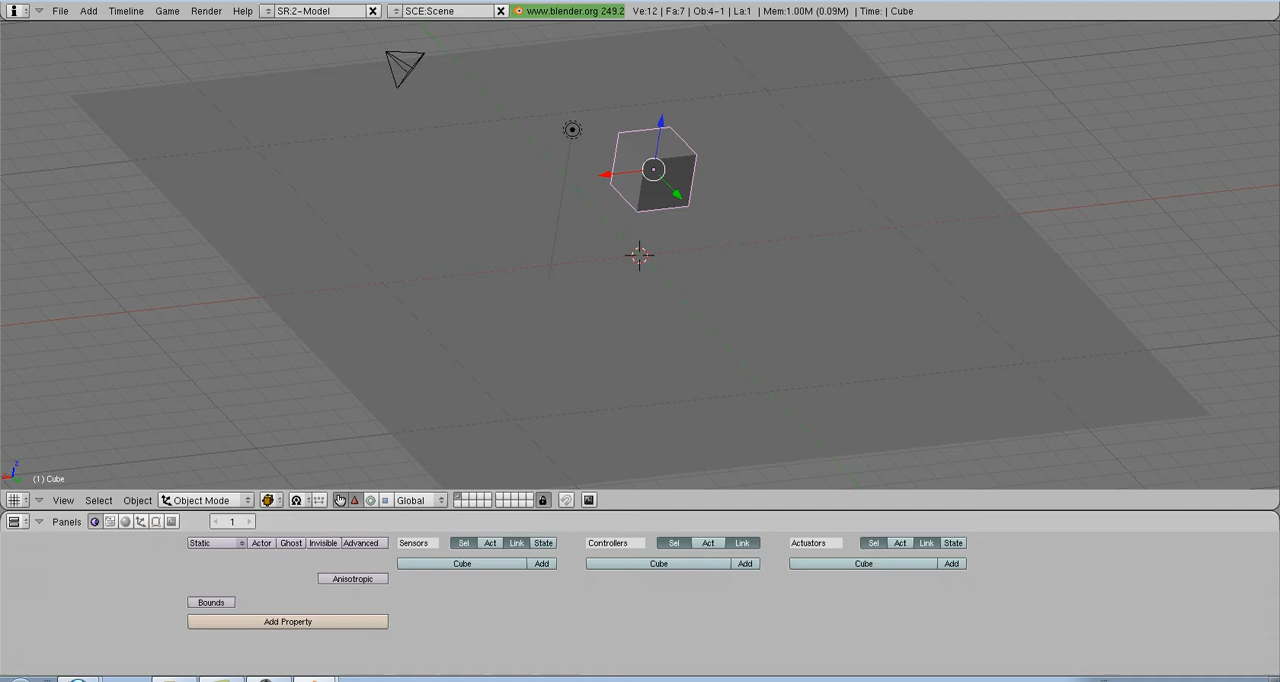 File Add Timeline Game Render Help SR:2-Model SCE:Scene www.blender.org 249.2 Ve:12 | Fa:7 | Ob:4-1 | La:1 | Mem:1.00M (0.09M) | Time: | Cube
z
(1) Cube
View Select Object Object Mode Global
Panels 1
Static Actor Ghost Invisible Advanced Sensors Sel Act Link State Controllers Sel Act Link Actuators Sel Act Link State
Cube Add Cube Add Cube Add
Anisotropic
Bounds
Add Property